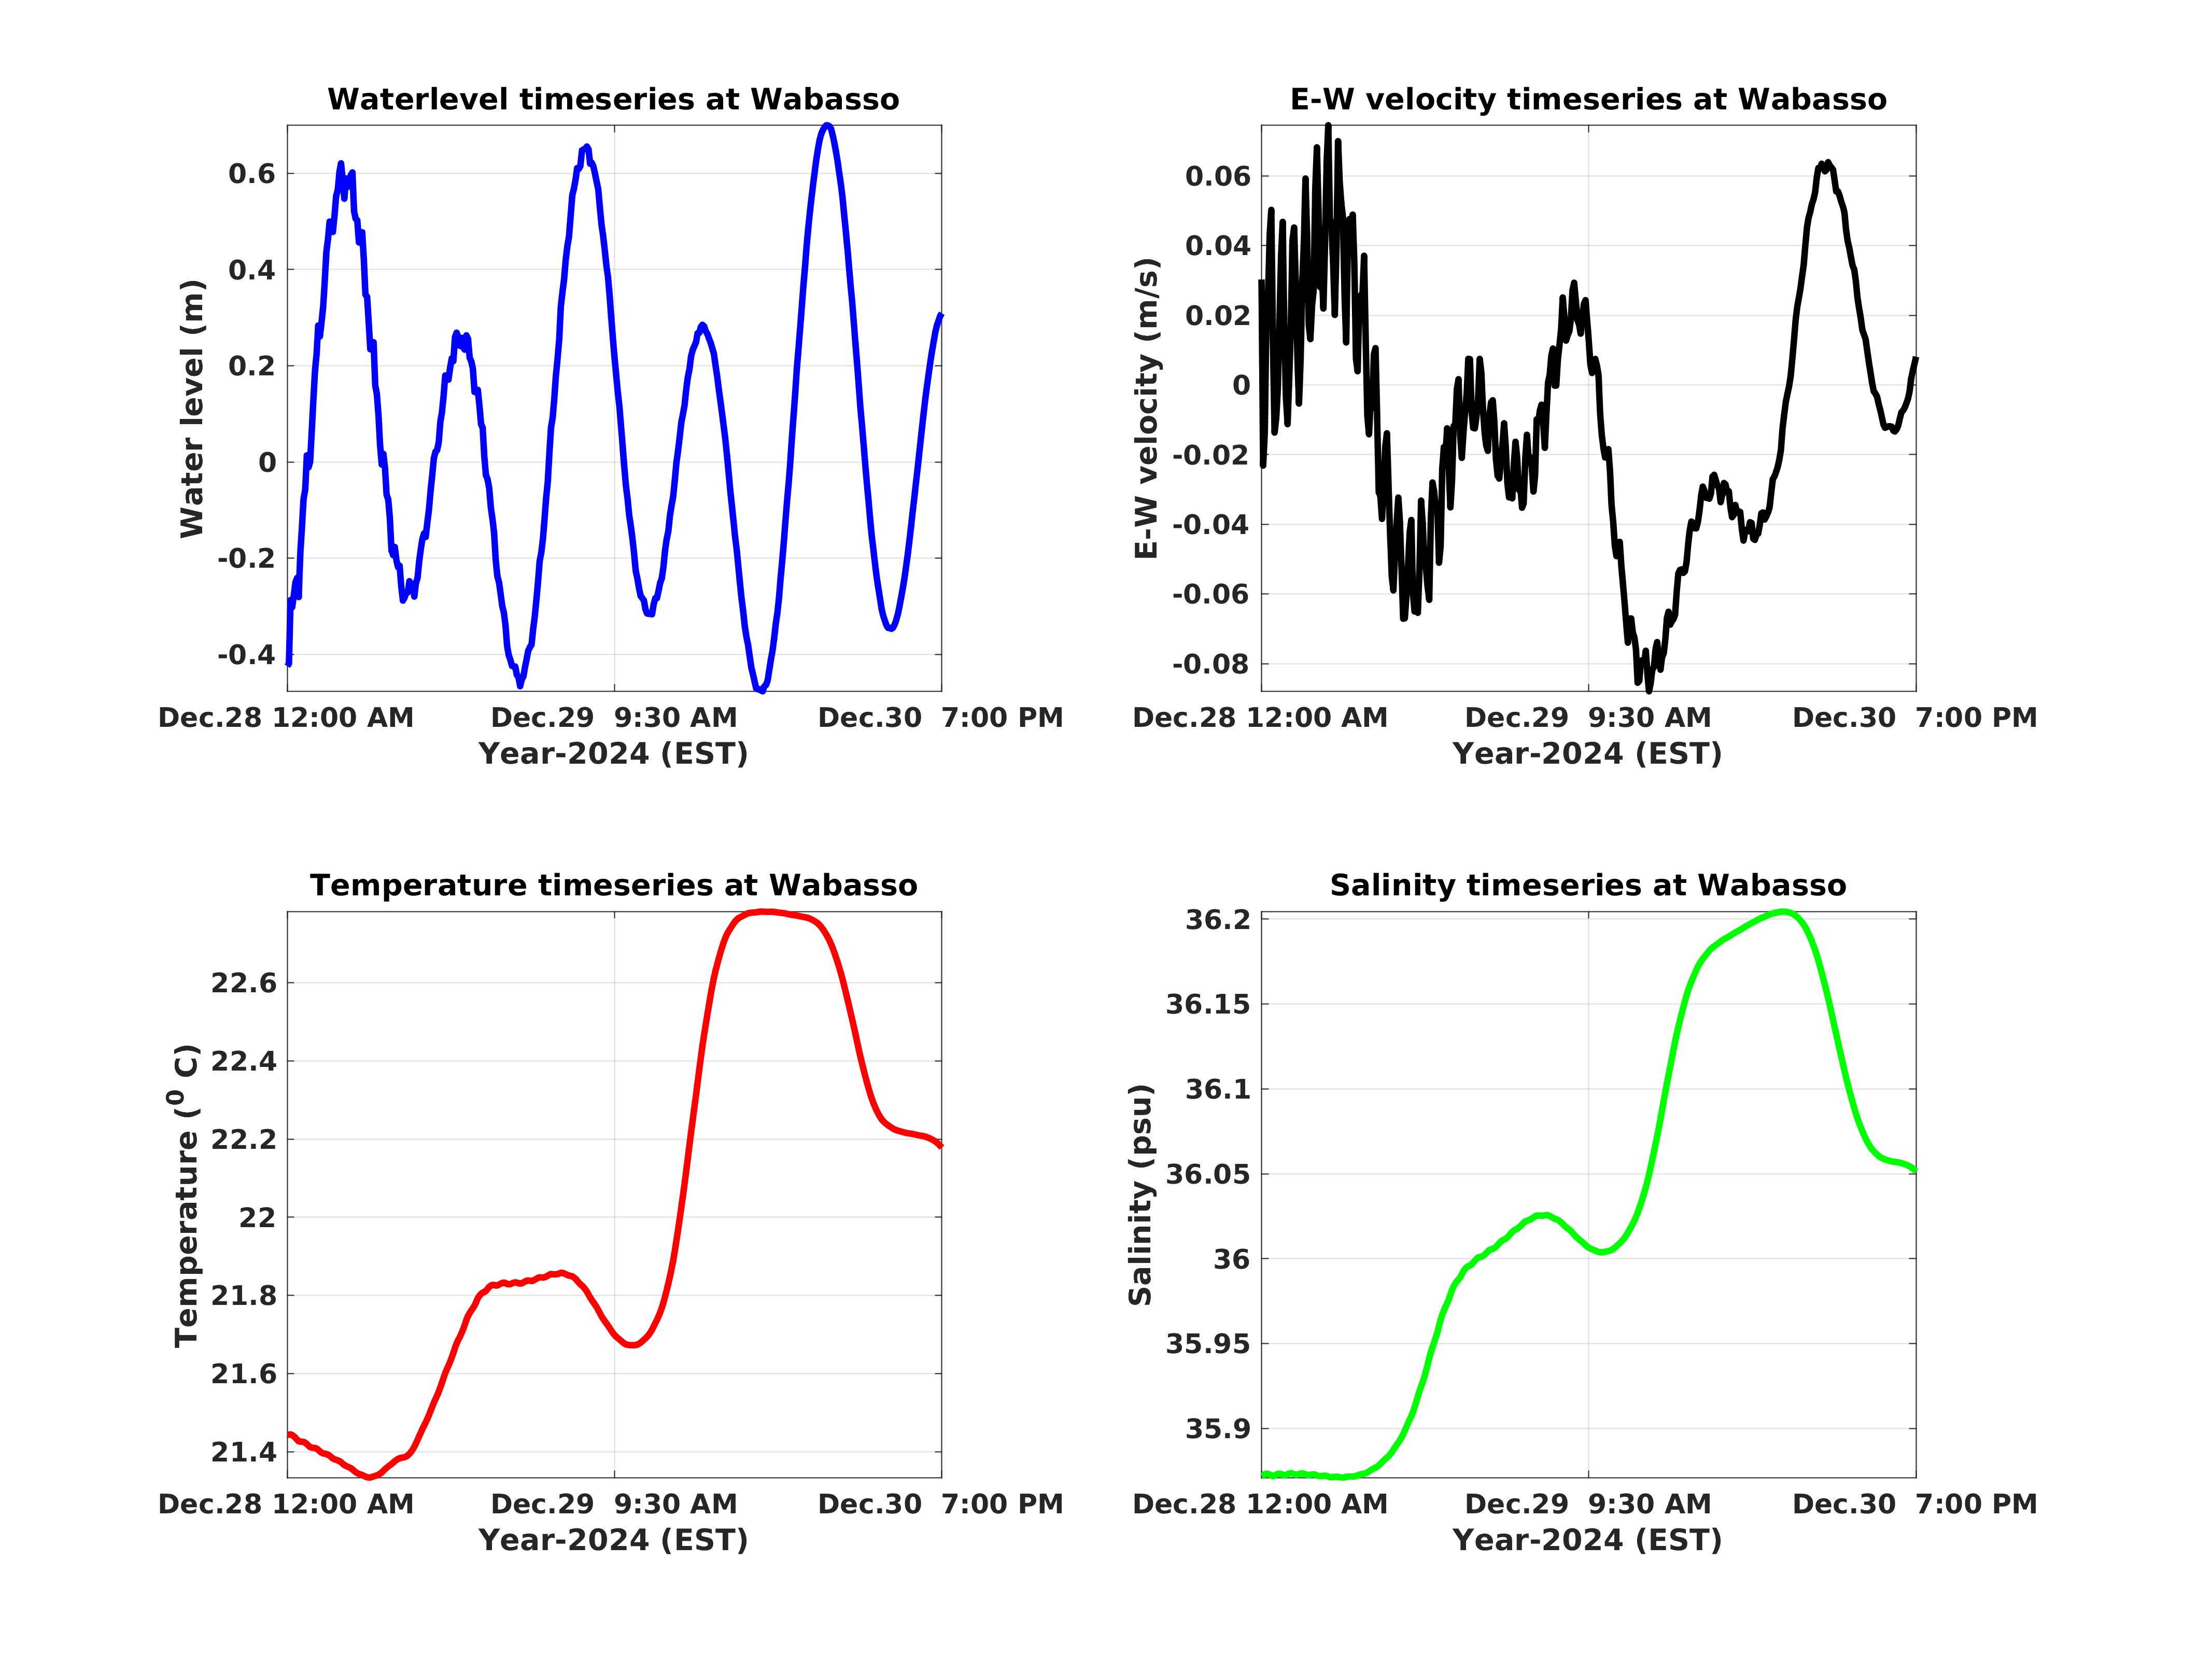 Waterlevel timeseries at Wabasso
Water level (m)
0.6
0.4
0.2
0
-0.2
-0.4
Dec.28 12:00 AM
Dec.29 9:30 AM
Dec.30 7:00 PM
Year-2024 (EST)
E-W velocity timeseries at Wabasso
E-W velocity (m/s)
0.06
0.04
0.02
0
-0.02
-0.04
-0.06
-0.08
Dec.28 12:00 AM
Dec.29 9:30 AM
Dec.30 7:00 PM
Year-2024 (EST)
Temperature timeseries at Wabasso
Temperature (⁰ C)
22.6
22.4
22.2
22
21.8
21.6
21.4
Dec.28 12:00 AM
Dec.29 9:30 AM
Dec.30 7:00 PM
Year-2024 (EST)
Salinity timeseries at Wabasso
Salinity (psu)
36.2
36.15
36.1
36.05
36
35.95
35.9
Dec.28 12:00 AM
Dec.29 9:30 AM
Dec.30 7:00 PM
Year-2024 (EST)